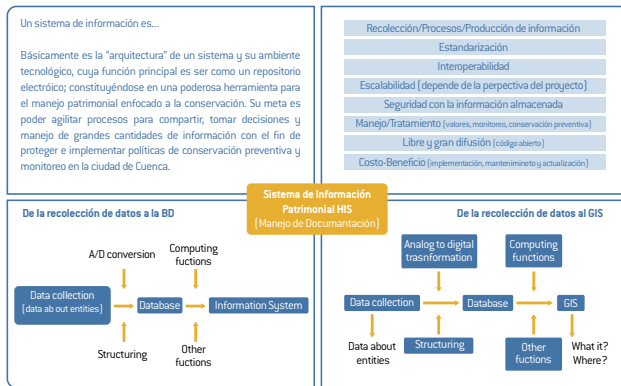 Un sistema de información es...
Básicamente es la "arquitectura" de un sistema y su ambiente
tecnológico, cuya función principal es ser como un repositorio
electróico; constituyéndose en una poderosa herramienta para
el manejo patrimonial enfocado a la conservación. Su meta es
poder agilitar procesos para compartir, tomar decisiones y
manejo de grandes cantidades de información con el fin de
proteger e implementar políticas de conservación preventiva y
monitoreo en la ciudad de Cuenca.
Recolección/Procesos/Producción de información
Estandarización
Interoperabilidad
Escalabilidad (depende de la perpectiva del proyecto)
Seguridad con la información almacenada
Manejo/Tratamiento (valores, monitoreo, conservación preventiva)
Libre y gran difusión (código abierto)
Costo-Beneficio (implementación, mantenimineto y actualización)
Sistema de Información
Patrimonial HIS
(Manejo de Documantación)
De la recolección de datos a la BD
A/D conversion
Computing
fuctions
Data collection
(data ab out entities)
Database
Information System
Structuring
Other
fuctions
De la recolección de datos al GIS
Analog to digital
trasnformation
Computing
functions
Data collection
Database
GIS
Data about
entities
Structuring
Other
fuctions
What it?
Where?